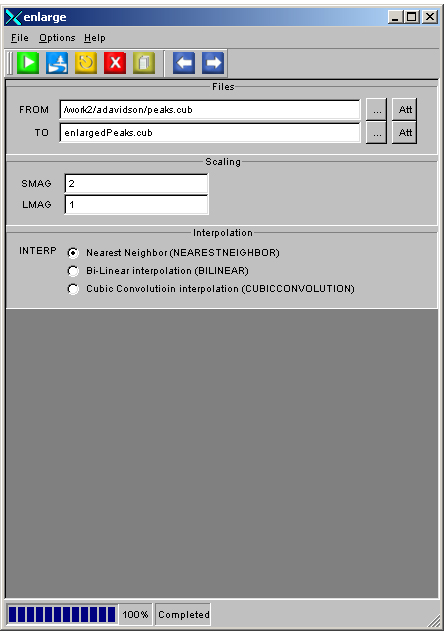 enlarge
File Options Help
Files
FROM /work2/adavidson/peaks.cub ... Att
TO enlargedPeaks.cub ... Att
Scaling
SMAG 2
LMAG 1
Interpolation
INTERP Nearest Neighbor (NEARESTNEIGHBOR)
Bi-Linear interpolation (BILINEAR)
Cubic Convolutioin interpolation (CUBICCONVOLUTION)
100% Completed